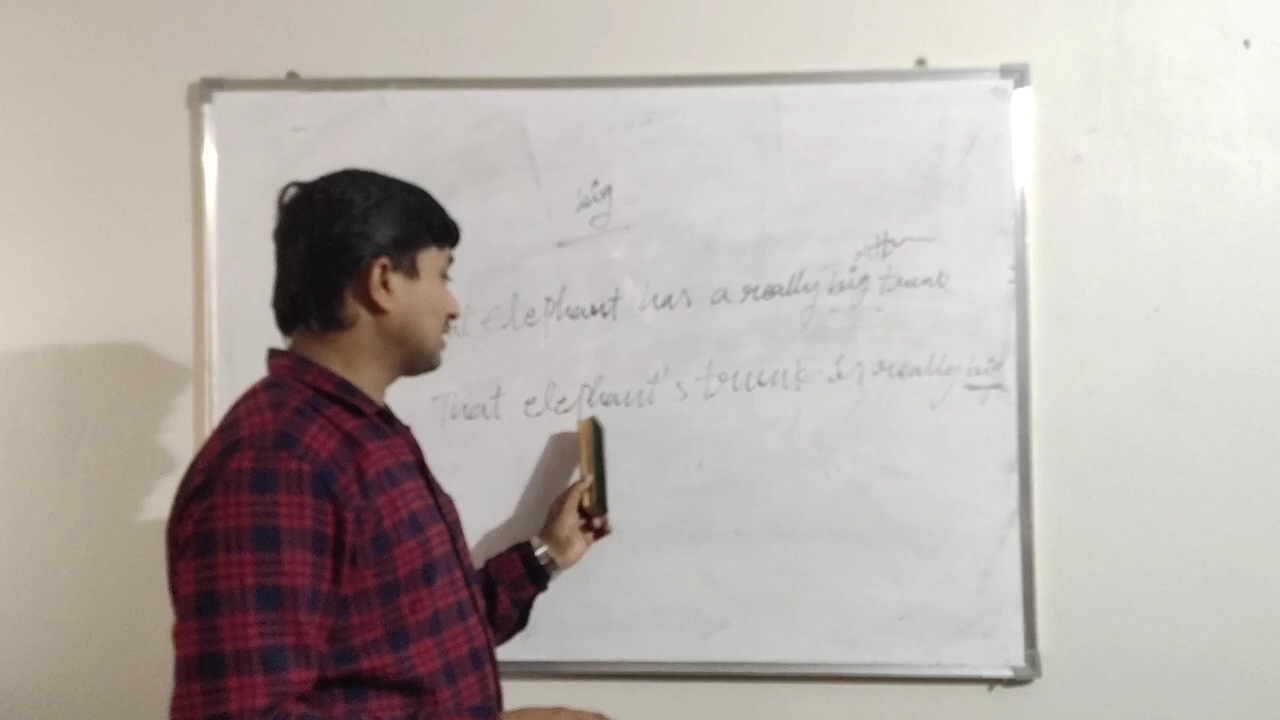 big
elephant has a really big trunk
That elephant's trunk is really big